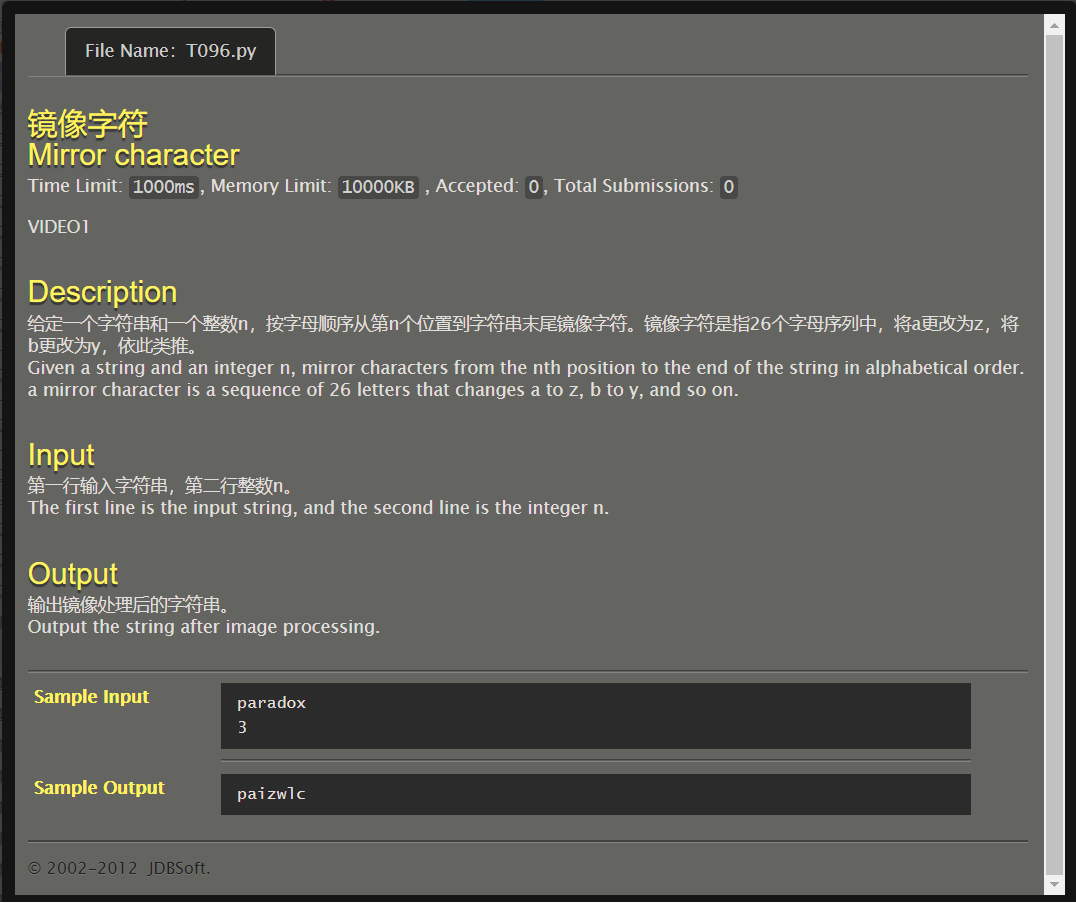 File Name: T096.py
镜像字符
Mirror character
Time Limit: 1000ms, Memory Limit: 10000KB , Accepted: 0, Total Submissions: 0
VIDEO1
Description
给定一个字符串和一个整数n，按字母顺序从第n个位置到字符串末尾镜像字符。镜像字符是指26个字母序列中，将a更改为z，将
b更改为y，依此类推。
Given a string and an integer n, mirror characters from the nth position to the end of the string in alphabetical order.
a mirror character is a sequence of 26 letters that changes a to z, b to y, and so on.
Input
第一行输入字符串，第二行整数n。
The first line is the input string, and the second line is the integer n.
Output
输出镜像处理后的字符串。
Output the string after image processing.
Sample Input
paradox
3
Sample Output
paizwlc
© 2002-2012 JDBSoft.